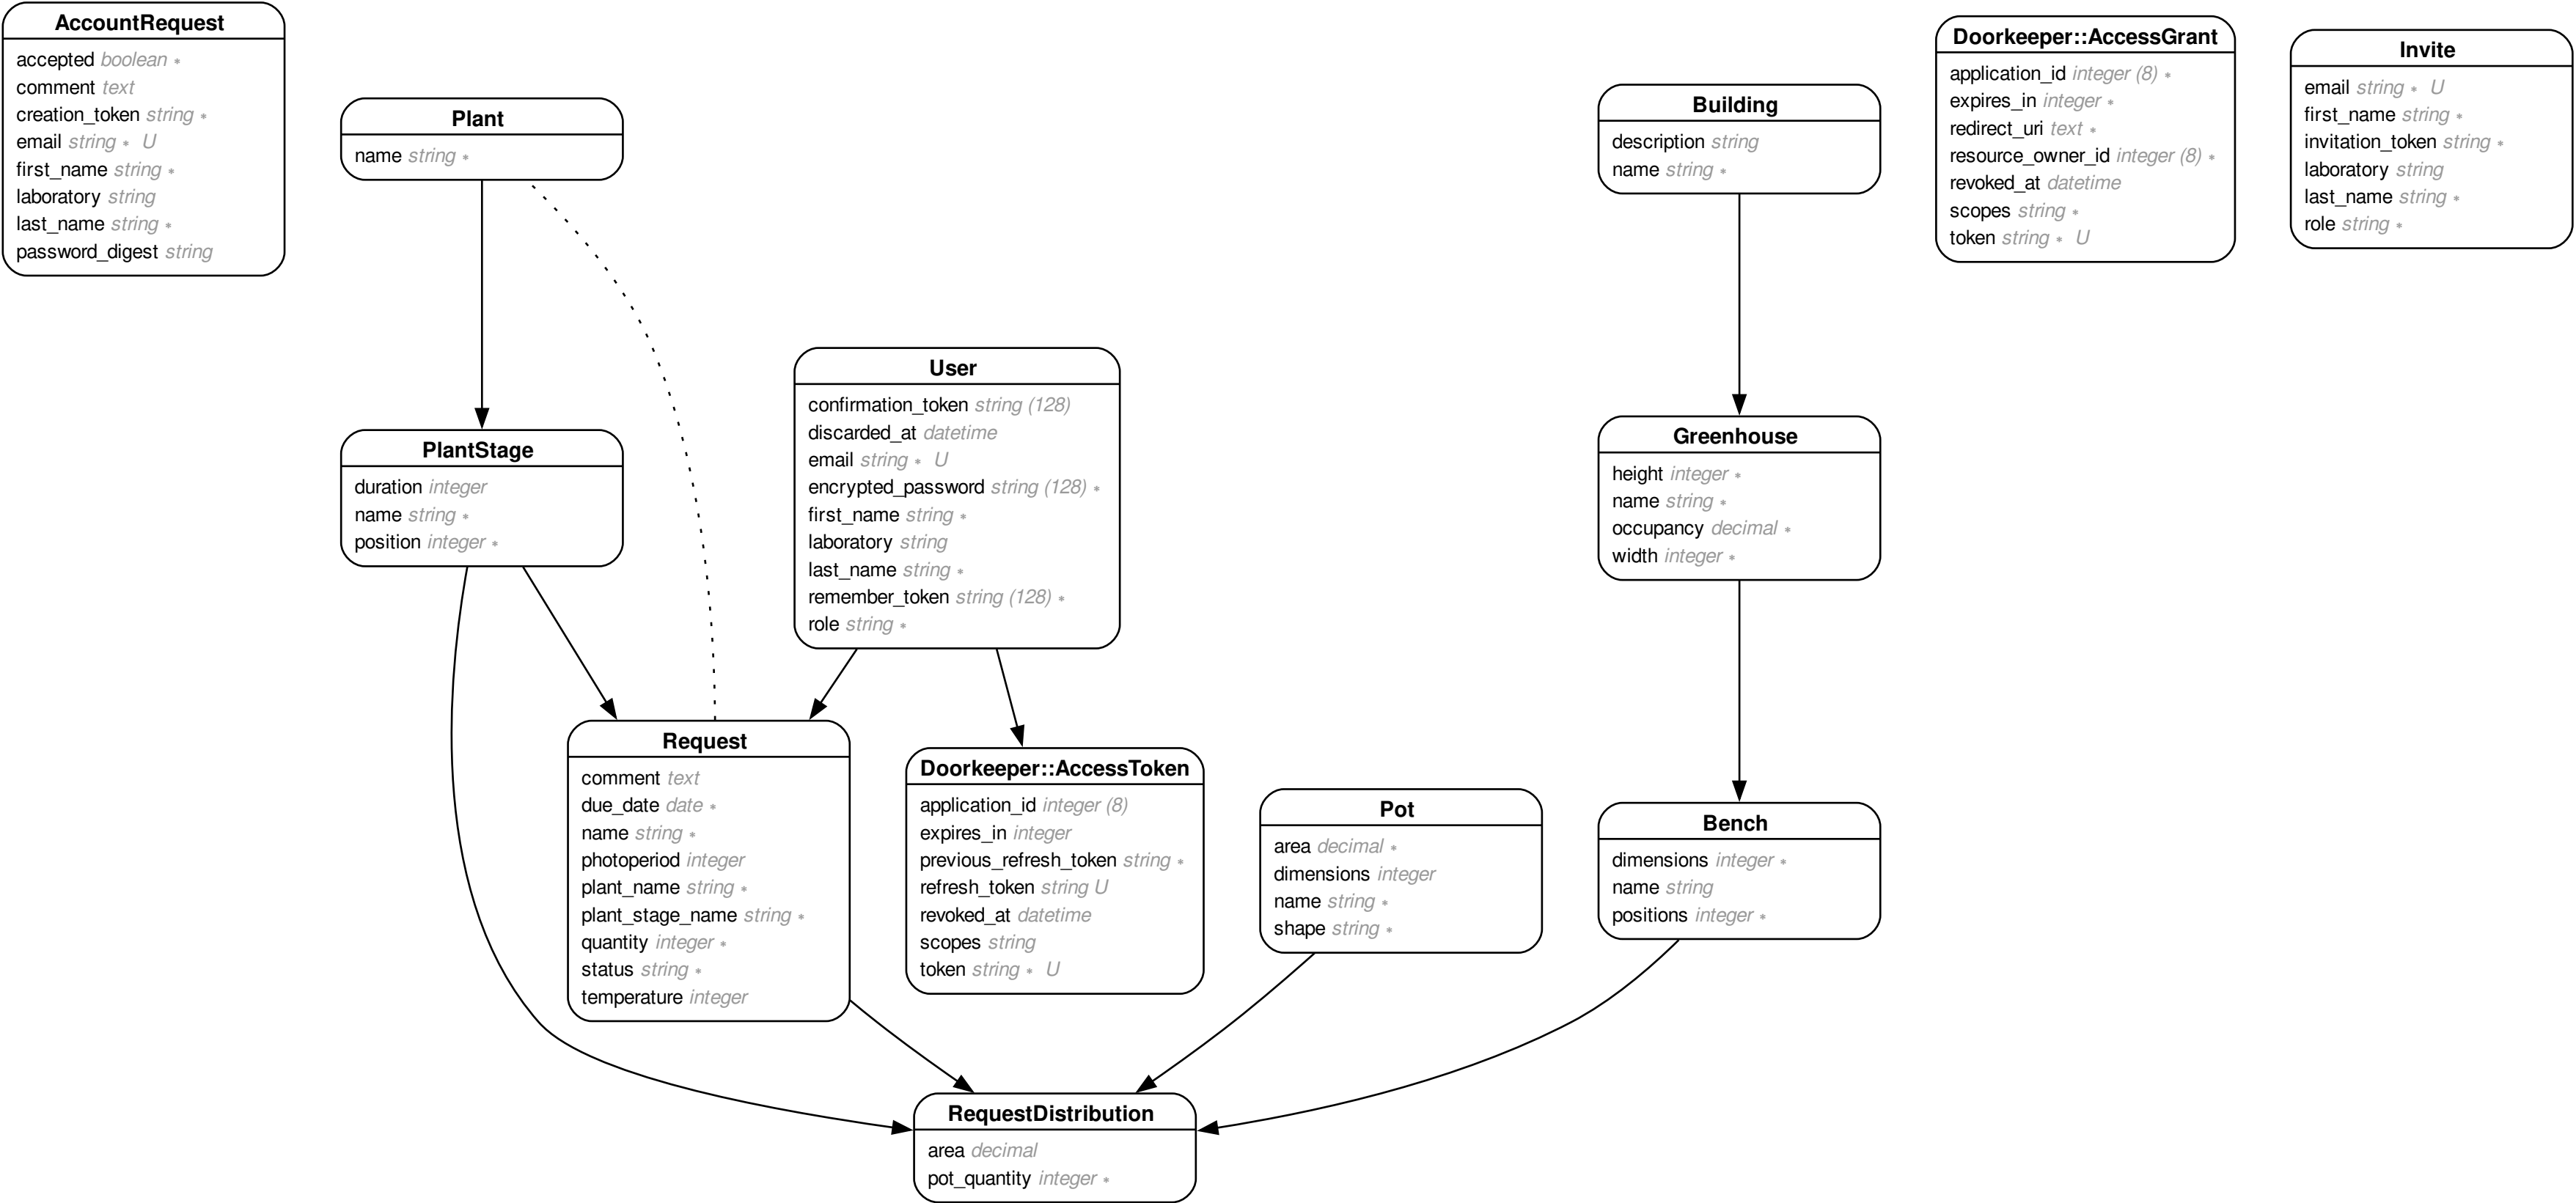 AccountRequest
accepted boolean *
comment text
creation_token string *
email string * U
first_name string *
laboratory string
last_name string *
password_digest string
Plant
name string *
Building
description string
name string *
Doorkeeper::AccessGrant
application_id integer (8) *
expires_in integer *
redirect_uri text *
resource_owner_id integer (8) *
revoked_at datetime
scopes string *
token string * U
Invite
email string * U
first_name string *
invitation_token string *
laboratory string
last_name string *
role string *
PlantStage
duration integer
name string *
position integer *
User
confirmation_token string (128)
discarded_at datetime
email string * U
encrypted_password string (128) *
first_name string *
laboratory string
last_name string *
remember_token string (128) *
role string *
Greenhouse
height integer *
name string *
occupancy decimal *
width integer *
Request
comment text
due_date date *
name string *
photoperiod integer
plant_name string *
plant_stage_name string *
quantity integer *
status string *
temperature integer
Doorkeeper::AccessToken
application_id integer (8)
expires_in integer
previous_refresh_token string *
refresh_token string U
revoked_at datetime
scopes string
token string * U
Pot
area decimal *
dimensions integer
name string *
shape string *
Bench
dimensions integer *
name string
positions integer *
RequestDistribution
area decimal
pot_quantity integer *